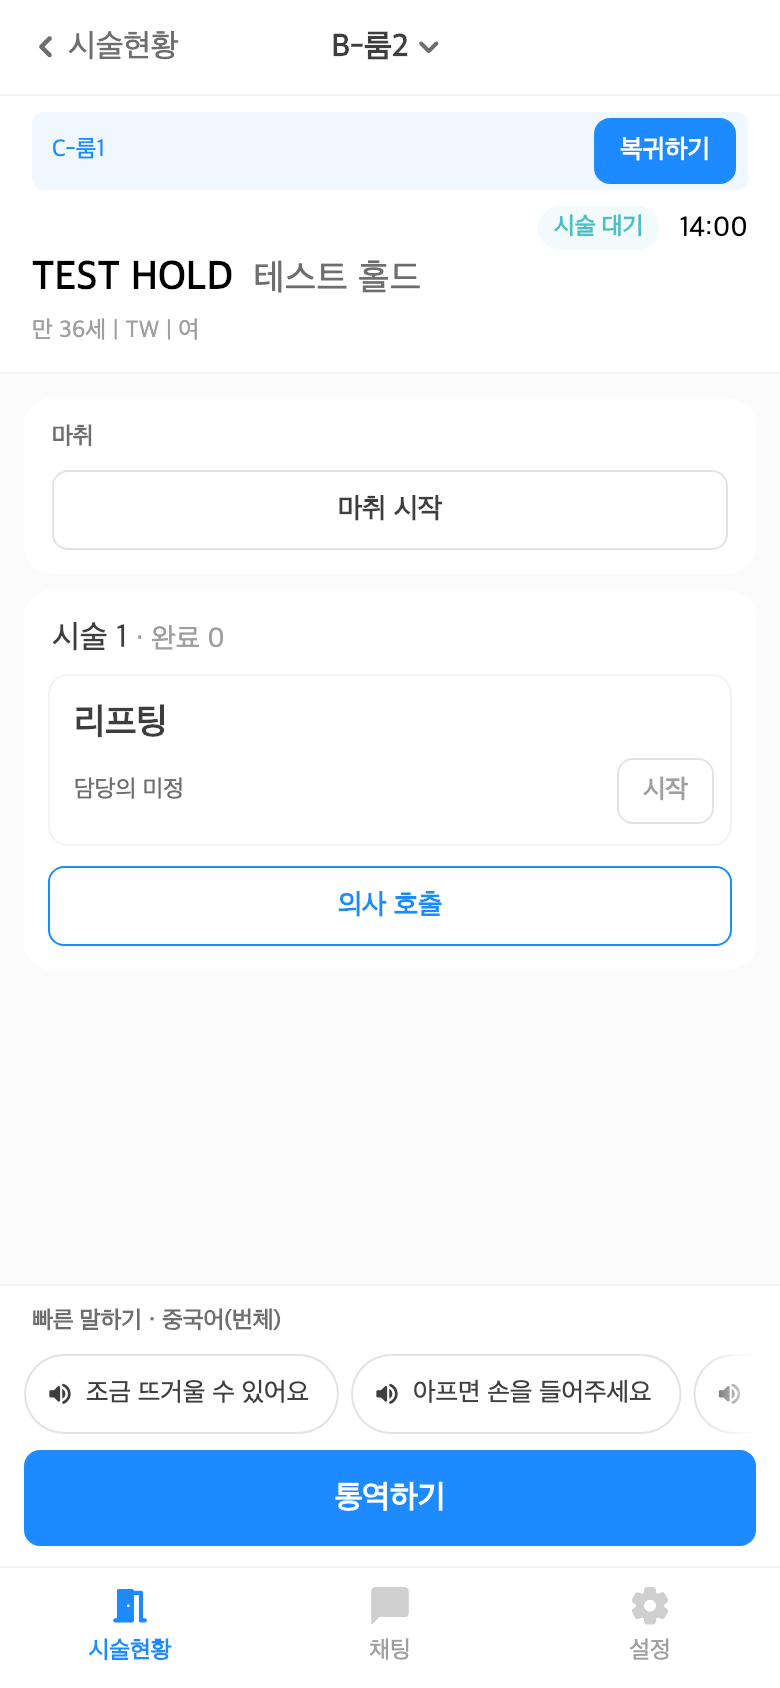 시술현황
B-룸2
C-룸1
복귀하기
시술 대기 14:00
TEST HOLD 테스트 홀드
만 36세 | TW | 여
마취
마취 시작
시술 1 · 완료 0
리프팅
담당의 미정
시작
의사 호출
빠른 말하기 · 중국어(번체)
조금 뜨거울 수 있어요
아프면 손을 들어주세요
통역하기
시술현황
채팅
설정